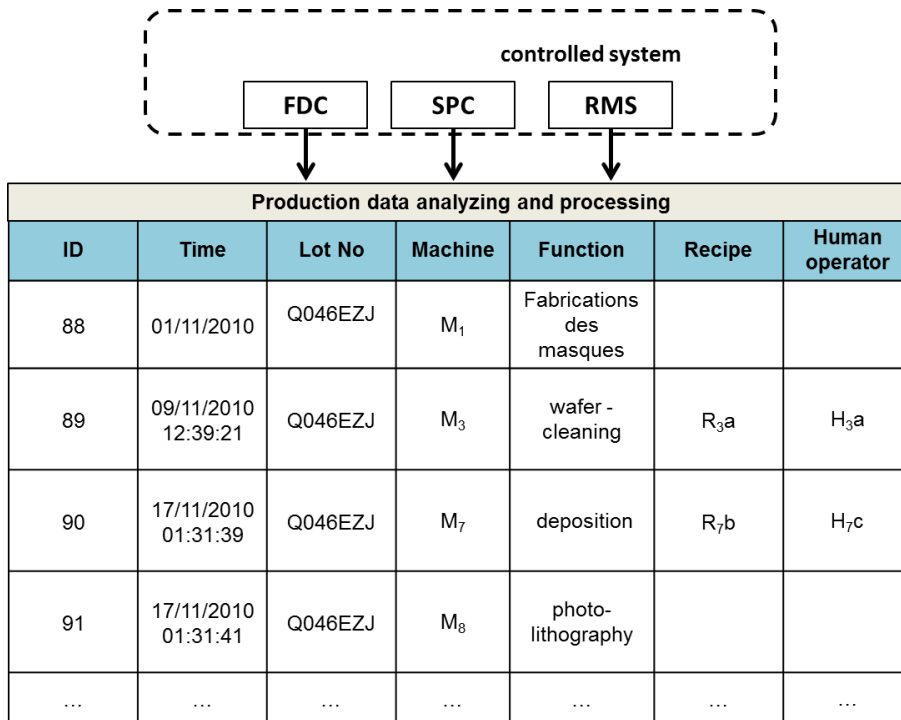 controlled system
FDC SPC RMS
Production data analyzing and processing
ID Time Lot No Machine Function Recipe Human operator
88 01/11/2010 Q046EZJ M₁ Fabrications des masques
89 09/11/2010 12:39:21 Q046EZJ M₃ wafer - cleaning R₃a H₃a
90 17/11/2010 01:31:39 Q046EZJ M₇ deposition R₇b H₇c
91 17/11/2010 01:31:41 Q046EZJ M₈ photo- lithography
... ... ... ... ... ... ...